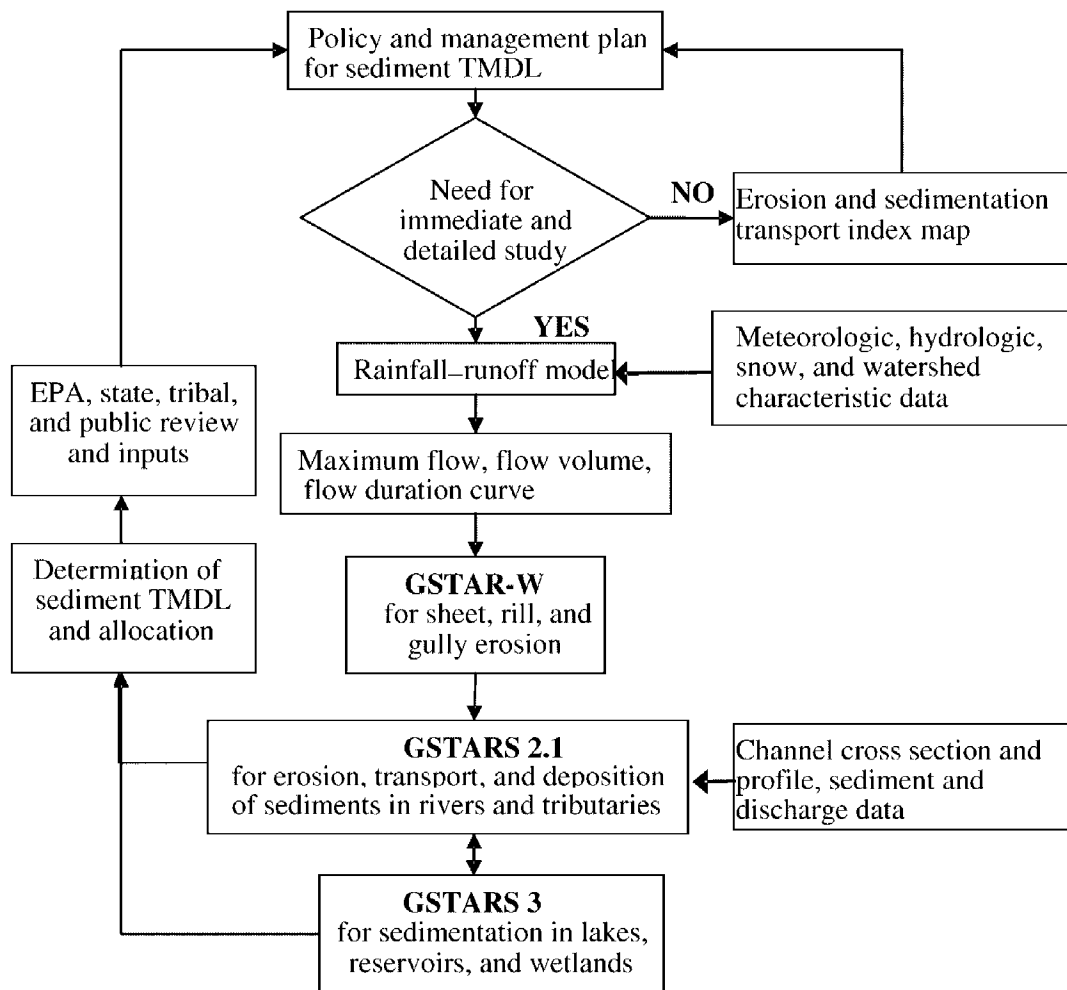 Policy and management plan
for sediment TMDL
Need for
immediate and
detailed study
NO
Erosion and sedimentation
transport index map
YES
Rainfall–runoff model
Meteorologic, hydrologic,
snow, and watershed
characteristic data
EPA, state, tribal,
and public review
and inputs
Maximum flow, flow volume,
flow duration curve
Determination of
sediment TMDL
and allocation
GSTAR-W
for sheet, rill, and
gully erosion
GSTARS 2.1
for erosion, transport, and deposition
of sediments in rivers and tributaries
Channel cross section and
profile, sediment and
discharge data
GSTARS 3
for sedimentation in lakes,
reservoirs, and wetlands